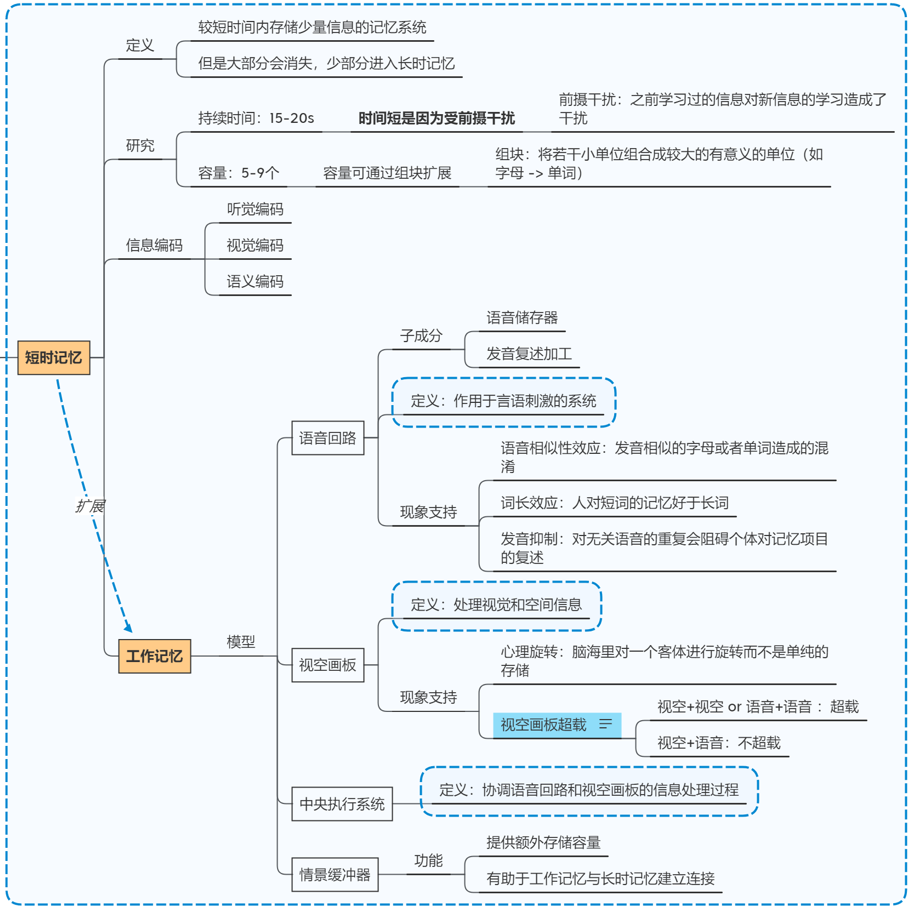 短时记忆
定义
较短时间内存储少量信息的记忆系统
但是大部分会消失，少部分进入长时记忆
研究
持续时间：15-20s
时间短是因为受前摄干扰
前摄干扰：之前学习过的信息对新信息的学习造成了
干扰
容量：5-9个
容量可通过组块扩展
组块：将若干小单位组合成较大的有意义的单位（如
字母 -> 单词）
信息编码
听觉编码
视觉编码
语义编码
扩展
工作记忆
模型
语音回路
子成分
语音储存器
发音复述加工
定义：作用于言语刺激的系统
现象支持
语音相似性效应：发音相似的字母或者单词造成的混
淆
词长效应：人对短词的记忆好于长词
发音抑制：对无关语音的重复会阻碍个体对记忆项目
的复述
视空画板
定义：处理视觉和空间信息
现象支持
心理旋转：脑海里对一个客体进行旋转而不是单纯的
存储
视空画板超载
视空+视空 or 语音+语音 ：超载
视空+语音：不超载
中央执行系统
定义：协调语音回路和视空画板的信息处理过程
情景缓冲器
功能
提供额外存储容量
有助于工作记忆与长时记忆建立连接